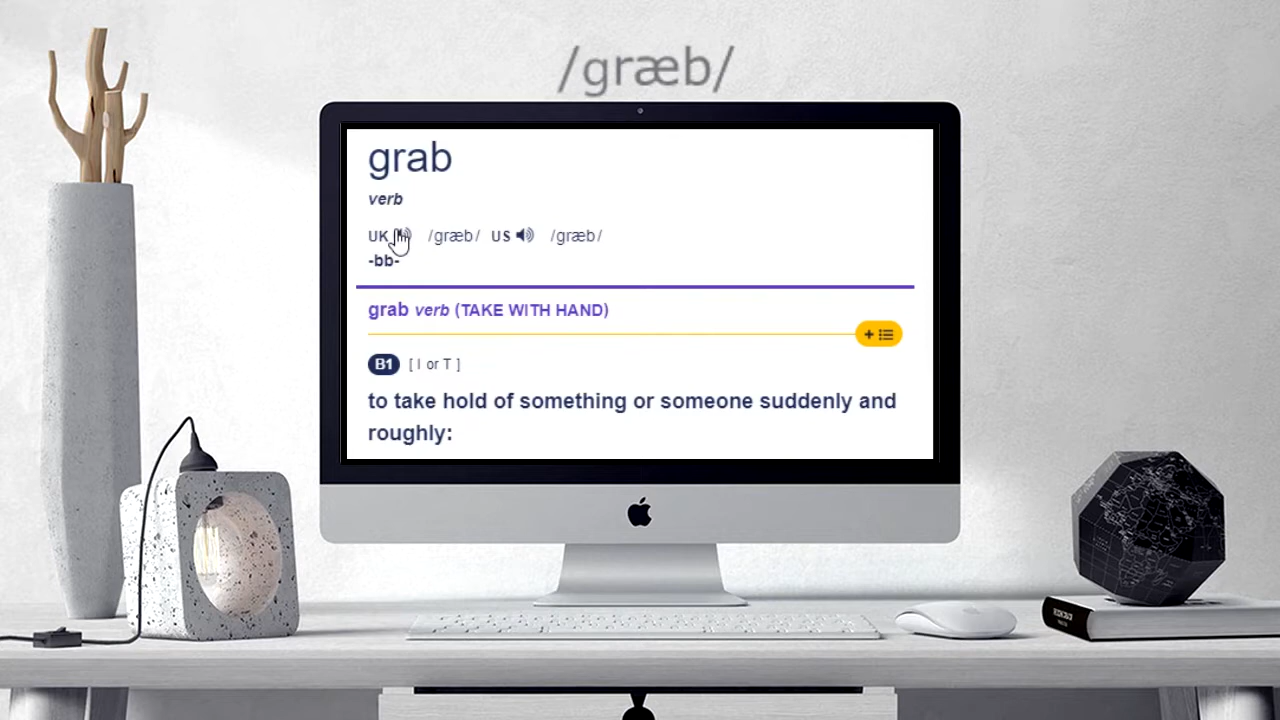 /græb/
grab
verb
UK /græb/ US /græb/
-bb-
grab verb (TAKE WITH HAND)
B1 [ I or T ]
to take hold of something or someone suddenly and
roughly: